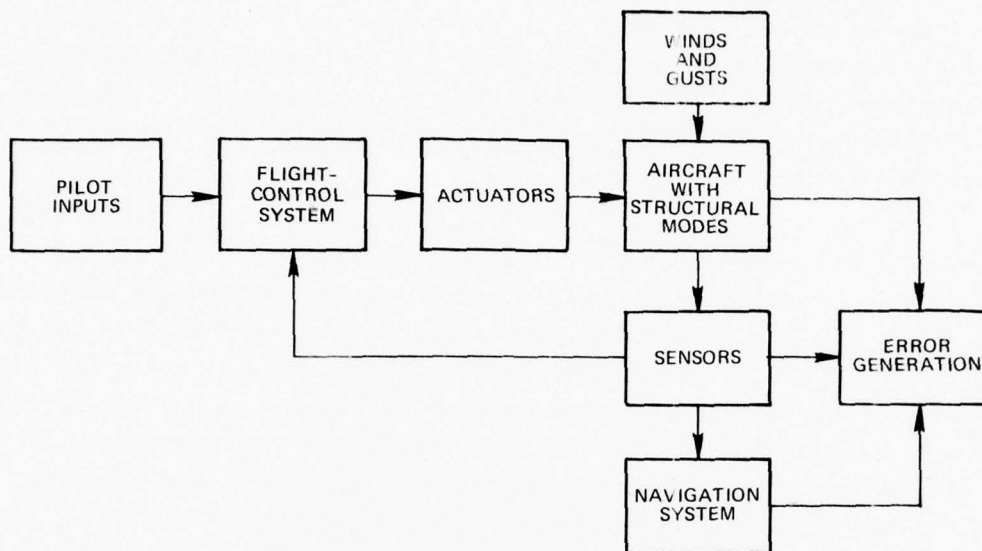 WINDS
AND
GUSTS
PILOT
INPUTS
FLIGHT-
CONTROL
SYSTEM
ACTUATORS
AIRCRAFT
WITH
STRUCTURAL
MODES
SENSORS
ERROR
GENERATION
NAVIGATION
SYSTEM